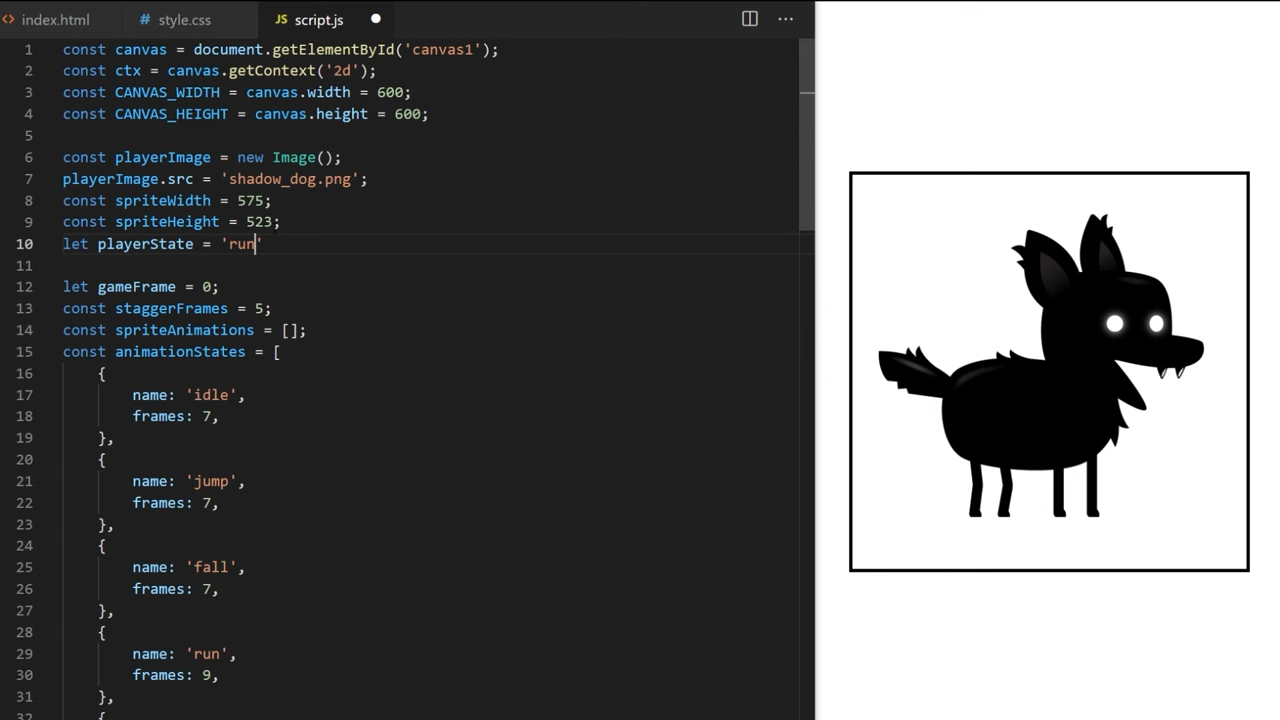 <> index.html # style.css JS script.js
1 const canvas = document.getElementById('canvas1');
2 const ctx = canvas.getContext('2d');
3 const CANVAS_WIDTH = canvas.width = 600;
4 const CANVAS_HEIGHT = canvas.height = 600;
5
6 const playerImage = new Image();
7 playerImage.src = 'shadow_dog.png';
8 const spriteWidth = 575;
9 const spriteHeight = 523;
10 let playerState = 'run'
11
12 let gameFrame = 0;
13 const staggerFrames = 5;
14 const spriteAnimations = [];
15 const animationStates = [
16 {
17 name: 'idle',
18 frames: 7,
19 },
20 {
21 name: 'jump',
22 frames: 7,
23 },
24 {
25 name: 'fall',
26 frames: 7,
27 },
28 {
29 name: 'run',
30 frames: 9,
31 },
32 {